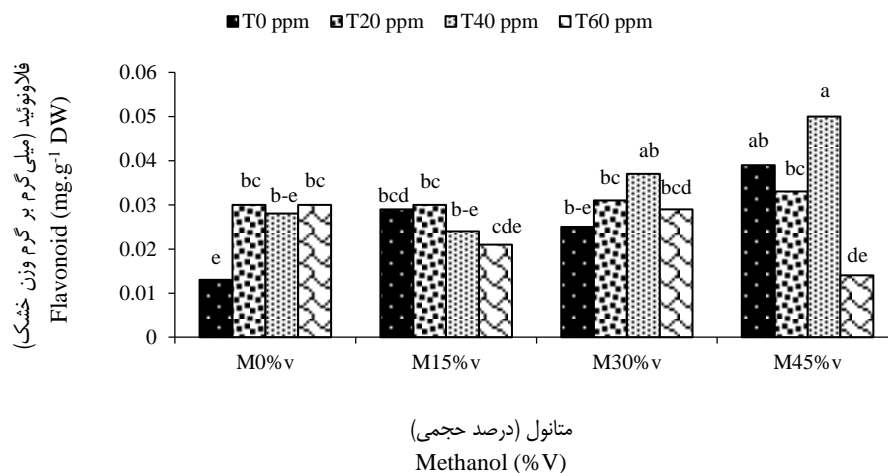 T0 ppm T20 ppm T40 ppm T60 ppm
فلاونوئید (میلی‌گرم بر گرم وزن خشک)
Flavonoid (mg.g⁻¹ DW)
0.06
0.05
0.04
0.03
0.02
0.01
0
e bc b-e bc
bcd bc b-e cde
b-e bc ab bcd
ab bc a de
M0%v M15%v M30%v M45%v
متانول (درصد حجمی)
Methanol (%V)